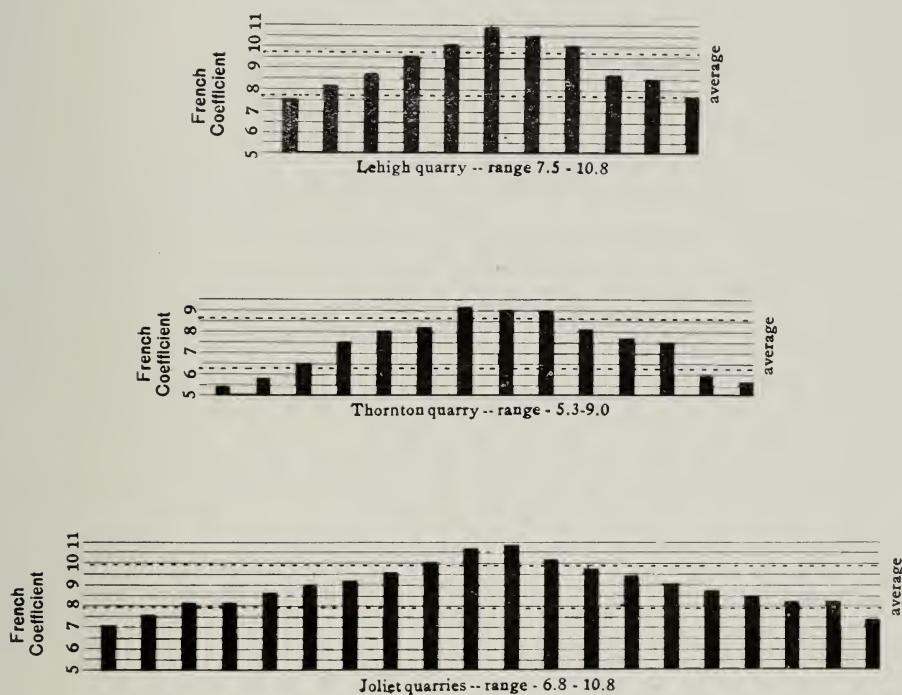 French
Coefficient
11
10
9
8
7
6
5
average
Lehigh quarry -- range 7.5 - 10.8
French
Coefficient
9
8
7
6
5
average
Thornton quarry -- range - 5.3-9.0
French
Coefficient
11
10
9
8
7
6
5
average
Joliet quarries -- range - 6.8 - 10.8